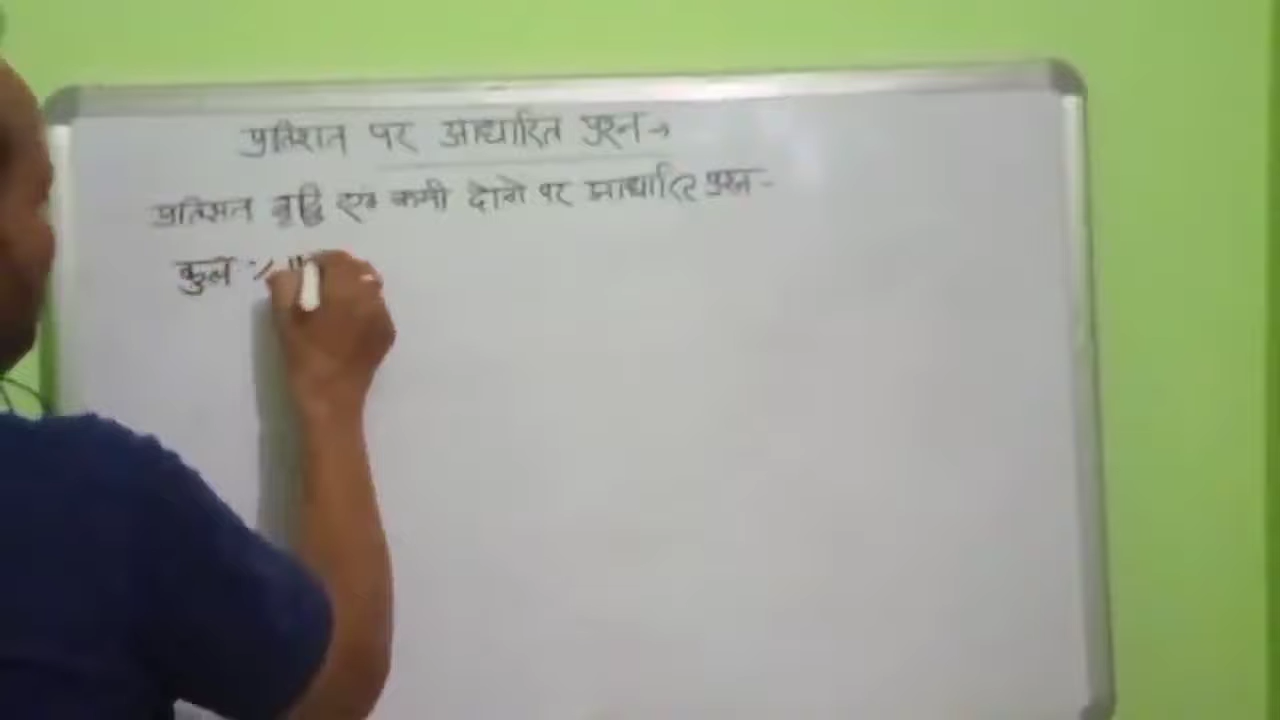 प्रतिशत पर आधारित प्रश्न→
प्रतिशत वृद्धि एवं कमी दोनो पर आधारित प्रश्न-
कुल %